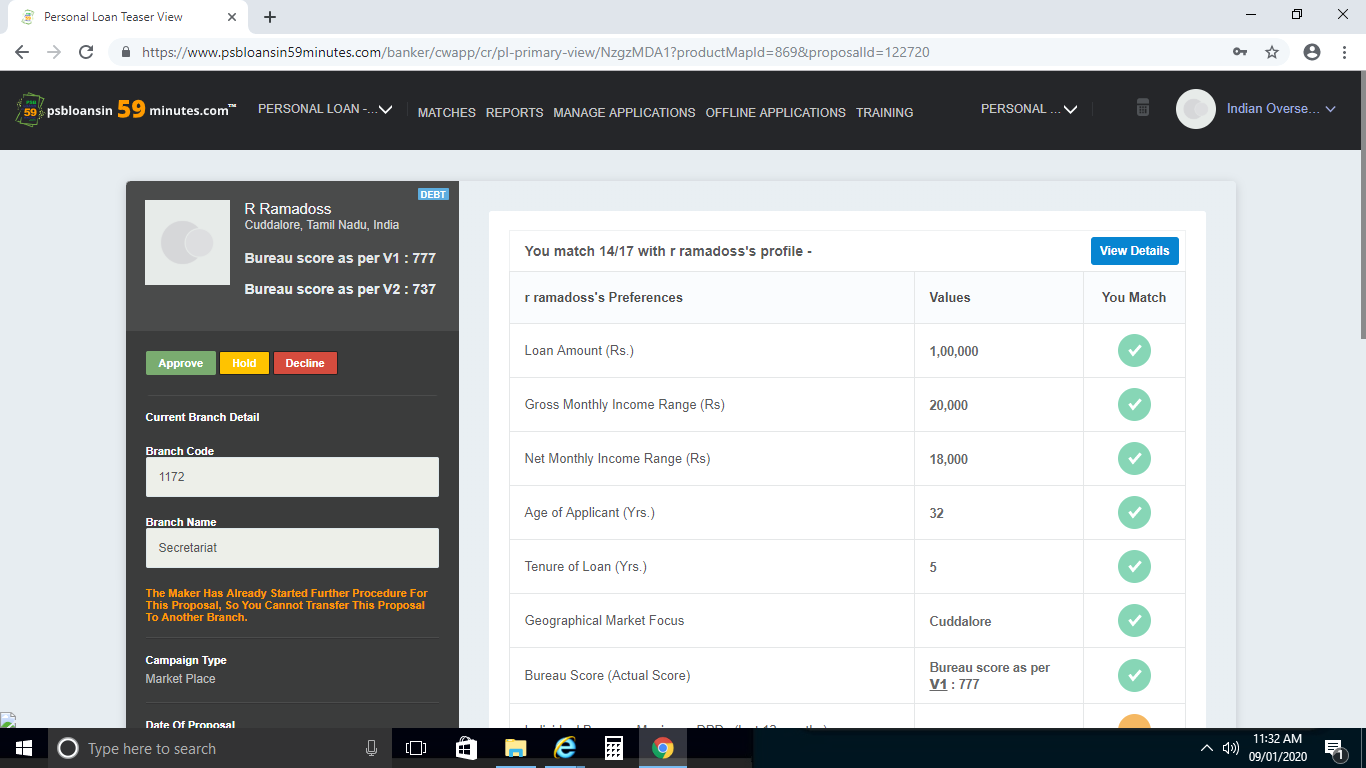 Personal Loan Teaser View
https://www.psbloansin59minutes.com/banker/cwapp/cr/pl-primary-view/NzgzMDA1?productMapId=869&proposalId=122720
psbloansin 59 minutes.com™
PERSONAL LOAN -...
MATCHES REPORTS MANAGE APPLICATIONS OFFLINE APPLICATIONS TRAINING
PERSONAL ...
Indian Overse...
DEBT
R Ramadoss
Cuddalore, Tamil Nadu, India
Bureau score as per V1 : 777
Bureau score as per V2 : 737
Approve Hold Decline
Current Branch Detail
Branch Code
1172
Branch Name
Secretariat
The Maker Has Already Started Further Procedure For
This Proposal, So You Cannot Transfer This Proposal
To Another Branch.
Campaign Type
Market Place
Date Of Proposal
You match 14/17 with r ramadoss's profile -
View Details
r ramadoss's Preferences Values You Match
Loan Amount (Rs.) 1,00,000
Gross Monthly Income Range (Rs) 20,000
Net Monthly Income Range (Rs) 18,000
Age of Applicant (Yrs.) 32
Tenure of Loan (Yrs.) 5
Geographical Market Focus Cuddalore
Bureau Score (Actual Score) Bureau score as per
V1 : 777
Type here to search
11:32 AM
09/01/2020
1